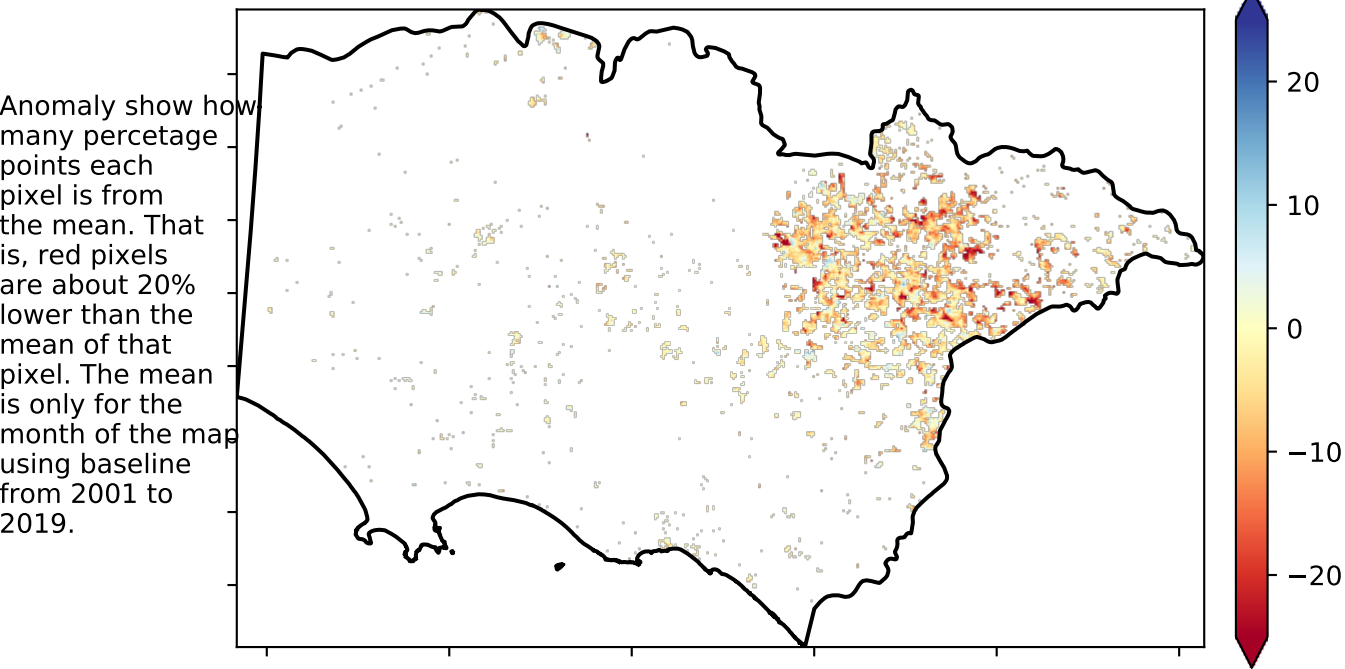 Anomaly show how
many percetage
points each
pixel is from
the mean. That
is, red pixels
are about 20%
lower than the
mean of that
pixel. The mean
is only for the
month of the map
using baseline
from 2001 to
2019.
20
10
0
−10
−20